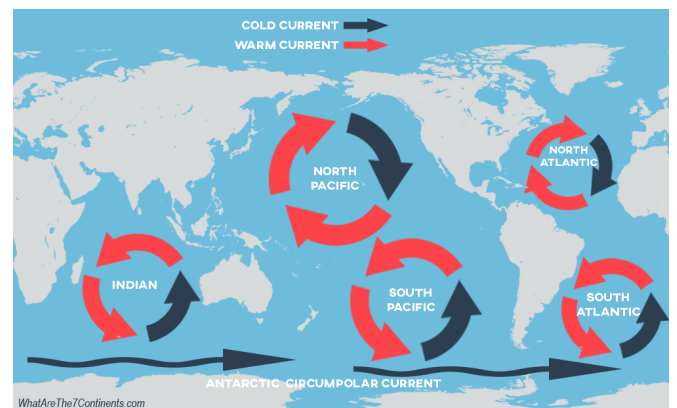 COLD CURRENT
WARM CURRENT
NORTH
PACIFIC
NORTH
ATLANTIC
INDIAN
SOUTH
PACIFIC
SOUTH
ATLANTIC
ANTARCTIC CIRCUMPOLAR CURRENT
WhatAreThe7Continents.com